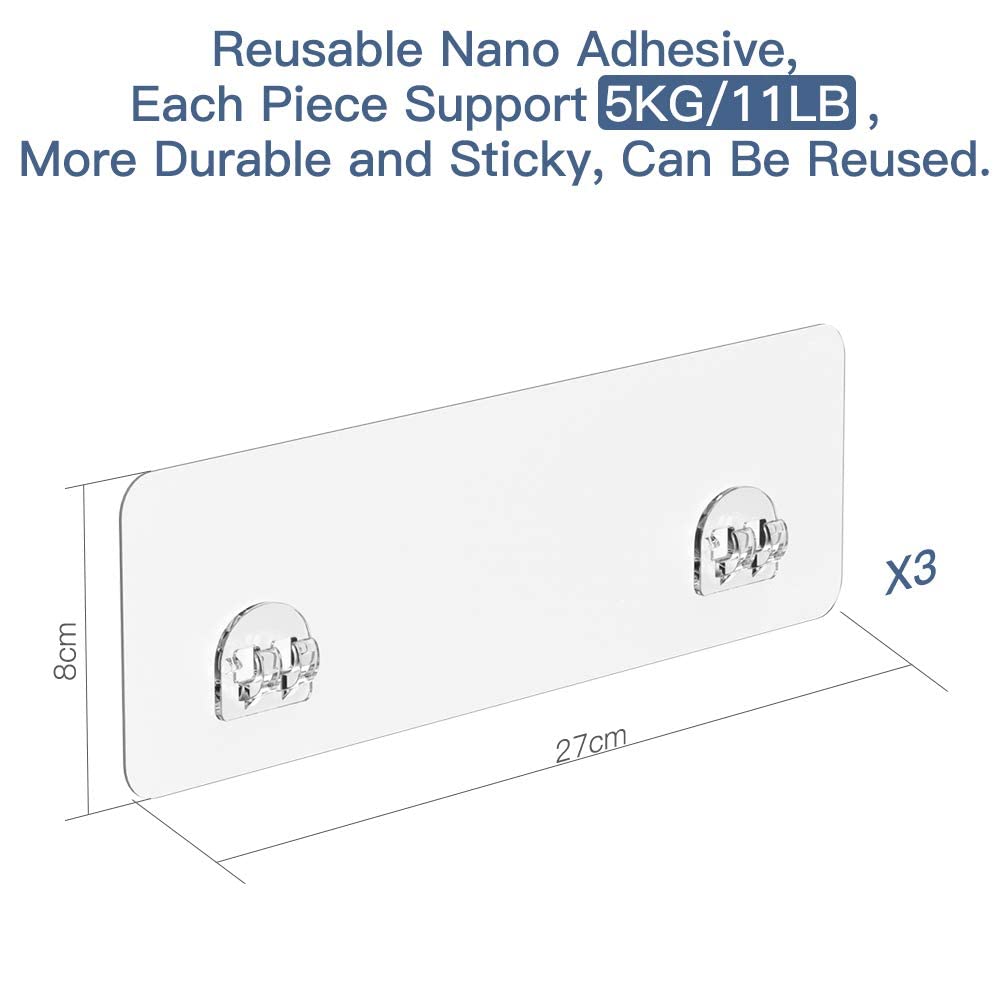 Reusable Nano Adhesive,
Each Piece Support 5KG/11LB ,
More Durable and Sticky, Can Be Reused.
X3
8cm
27cm